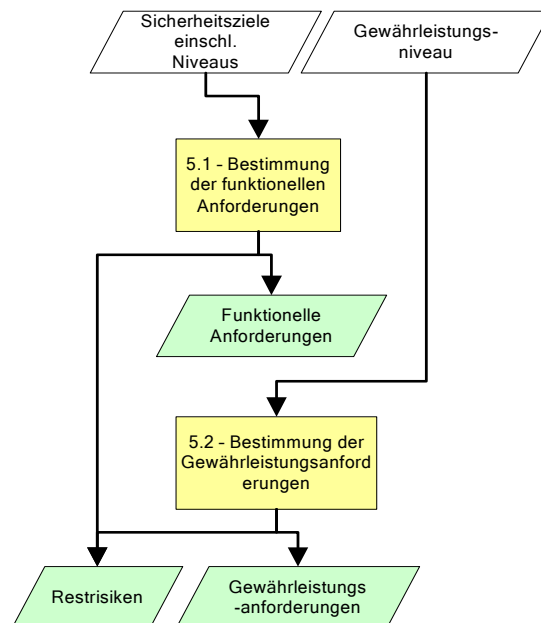 Sicherheitsziele
einschl.
Niveaus
Gewährleistungs-
niveau
5.1 - Bestimmung
der funktionellen
Anforderungen
Funktionelle
Anforderungen
5.2 - Bestimmung der
Gewährleistungsanford
erungen
Restrisiken
Gewährleistungs
-anforderungen